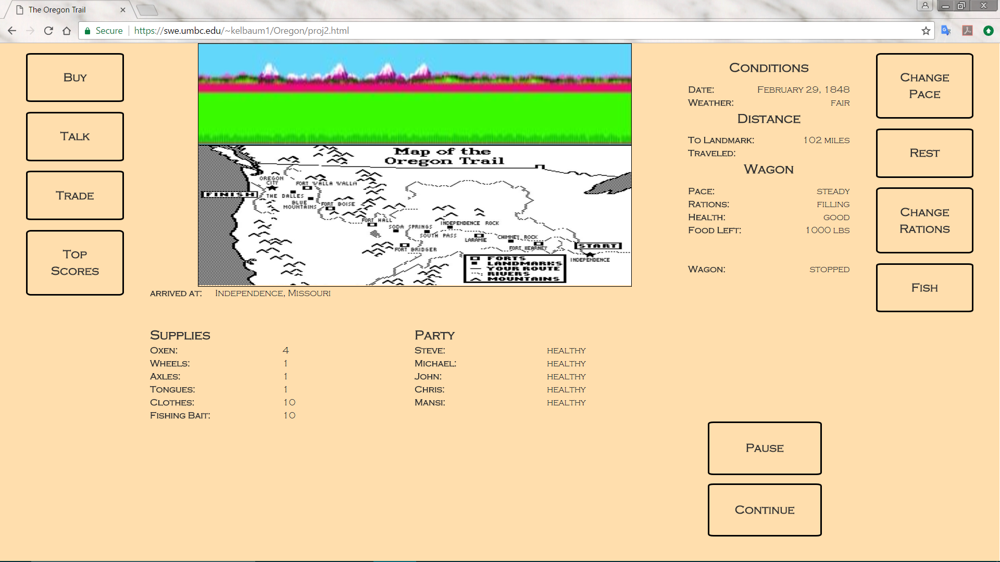 The Oregon Trail
Secure https://swe.umbc.edu/~kelbaum1/Oregon/proj2.html
Buy
Talk
Trade
Top
Scores
Map of the
Oregon Trail
OREGON
CITY
FORT WALLA WALLA
FINISH
THE DALLES
BLUE
MOUNTAINS
FORT BOISE
FORT HALL
SODA SPRINGS
INDEPENDENCE ROCK
SOUTH PASS
LARAMIE
CHIMNEY ROCK
FORT KEARNEY
FORT BRIDGER
START
INDEPENDENCE
FORTS
LANDMARKS
YOUR ROUTE
RIVERS
MOUNTAINS
ARRIVED AT: Independence, Missouri
Supplies
Oxen: 4
Wheels: 1
Axles: 1
Tongues: 1
Clothes: 10
Fishing Bait: 10
Party
Steve: HEALTHY
Michael: HEALTHY
John: HEALTHY
Chris: HEALTHY
Mansi: HEALTHY
Conditions
Date: February 29, 1848
Weather: FAIR
Distance
To Landmark: 102 MILES
Traveled:
Wagon
Pace: STEADY
Rations: FILLING
Health: GOOD
Food Left: 1000 LBS
Wagon: STOPPED
Change
Pace
Rest
Change
Rations
Fish
Pause
Continue